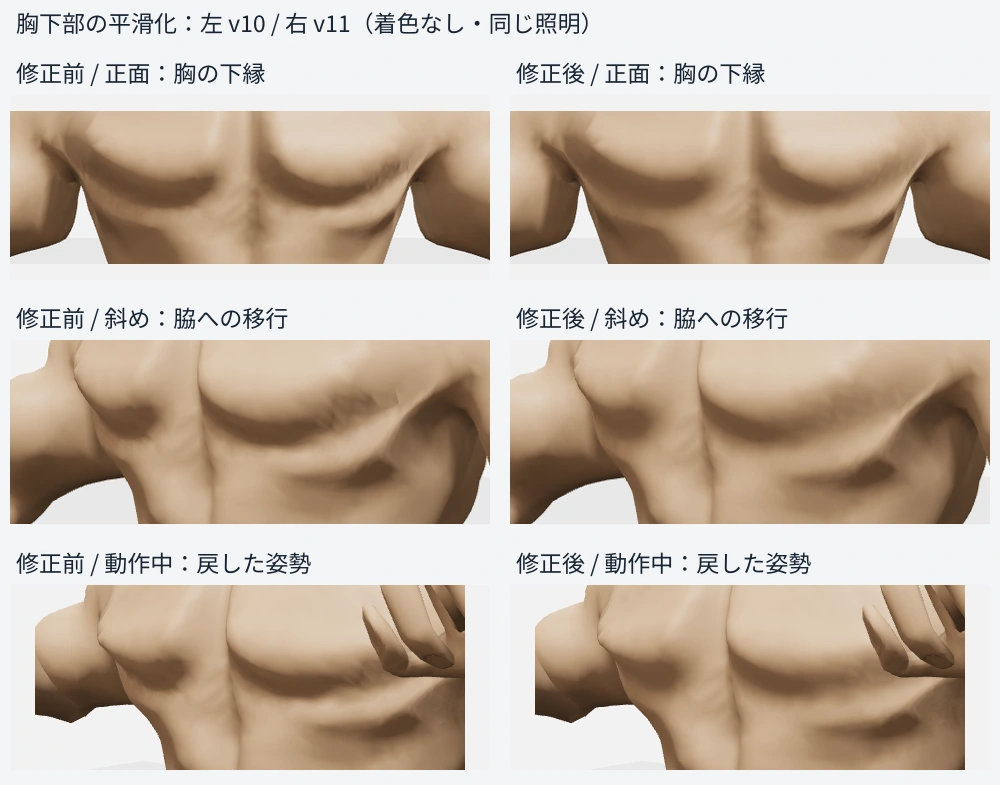 胸下部の平滑化：左 v10 / 右 v11（着色なし・同じ照明）
修正前 / 正面：胸の下縁
修正後 / 正面：胸の下縁
修正前 / 斜め：脇への移行
修正後 / 斜め：脇への移行
修正前 / 動作中：戻した姿勢
修正後 / 動作中：戻した姿勢